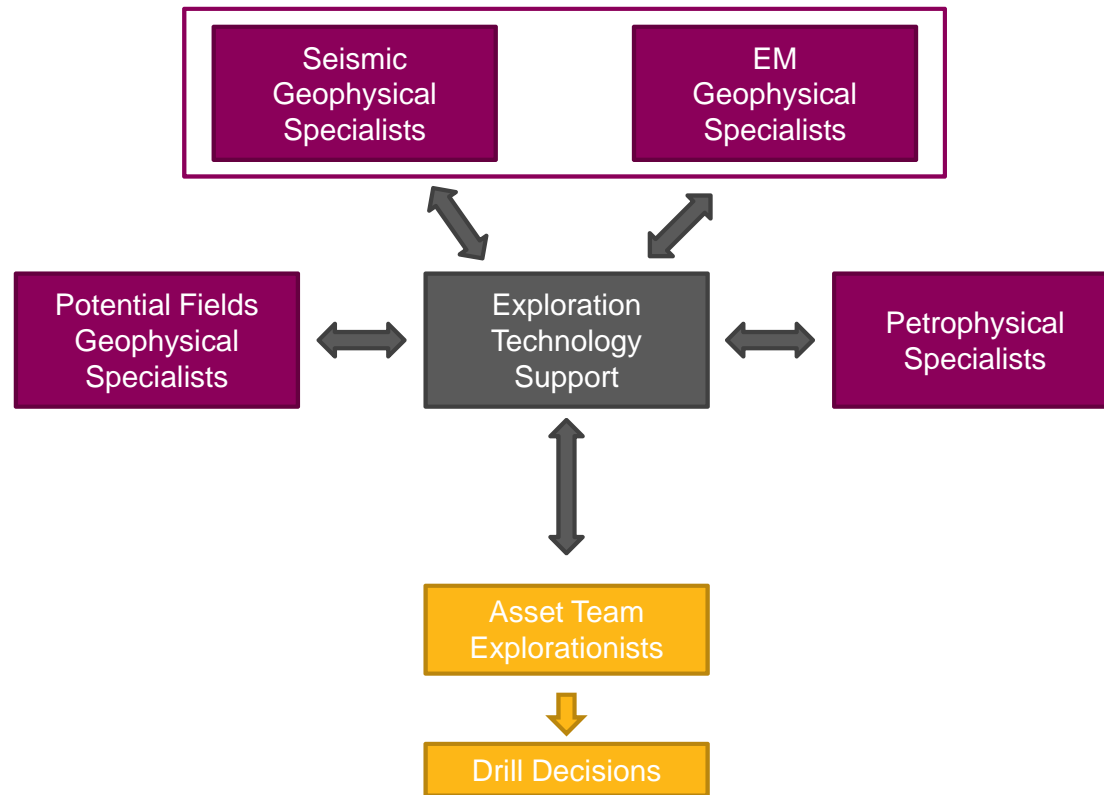 Seismic
Geophysical
Specialists
EM
Geophysical
Specialists
Potential Fields
Geophysical
Specialists
Exploration
Technology
Support
Petrophysical
Specialists
Asset Team
Explorationists
Drill Decisions